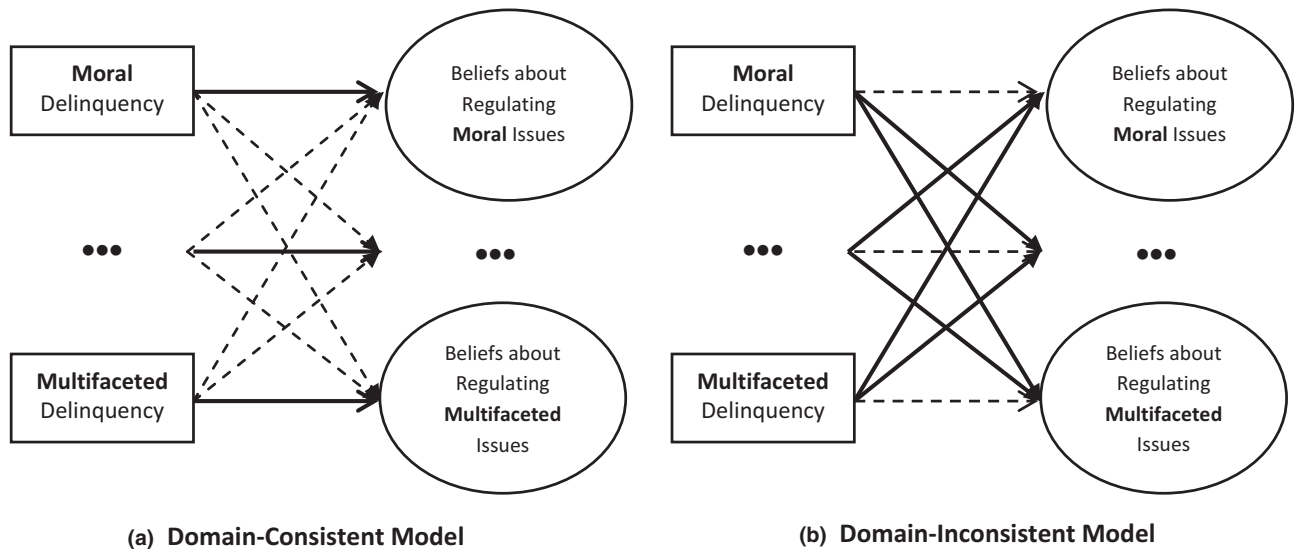 Moral
Delinquency
Beliefs about
Regulating
Moral Issues
•••
•••
Multifaceted
Delinquency
Beliefs about
Regulating
Multifaceted
Issues
(a) Domain-Consistent Model
Moral
Delinquency
Beliefs about
Regulating
Moral Issues
•••
•••
Multifaceted
Delinquency
Beliefs about
Regulating
Multifaceted
Issues
(b) Domain-Inconsistent Model